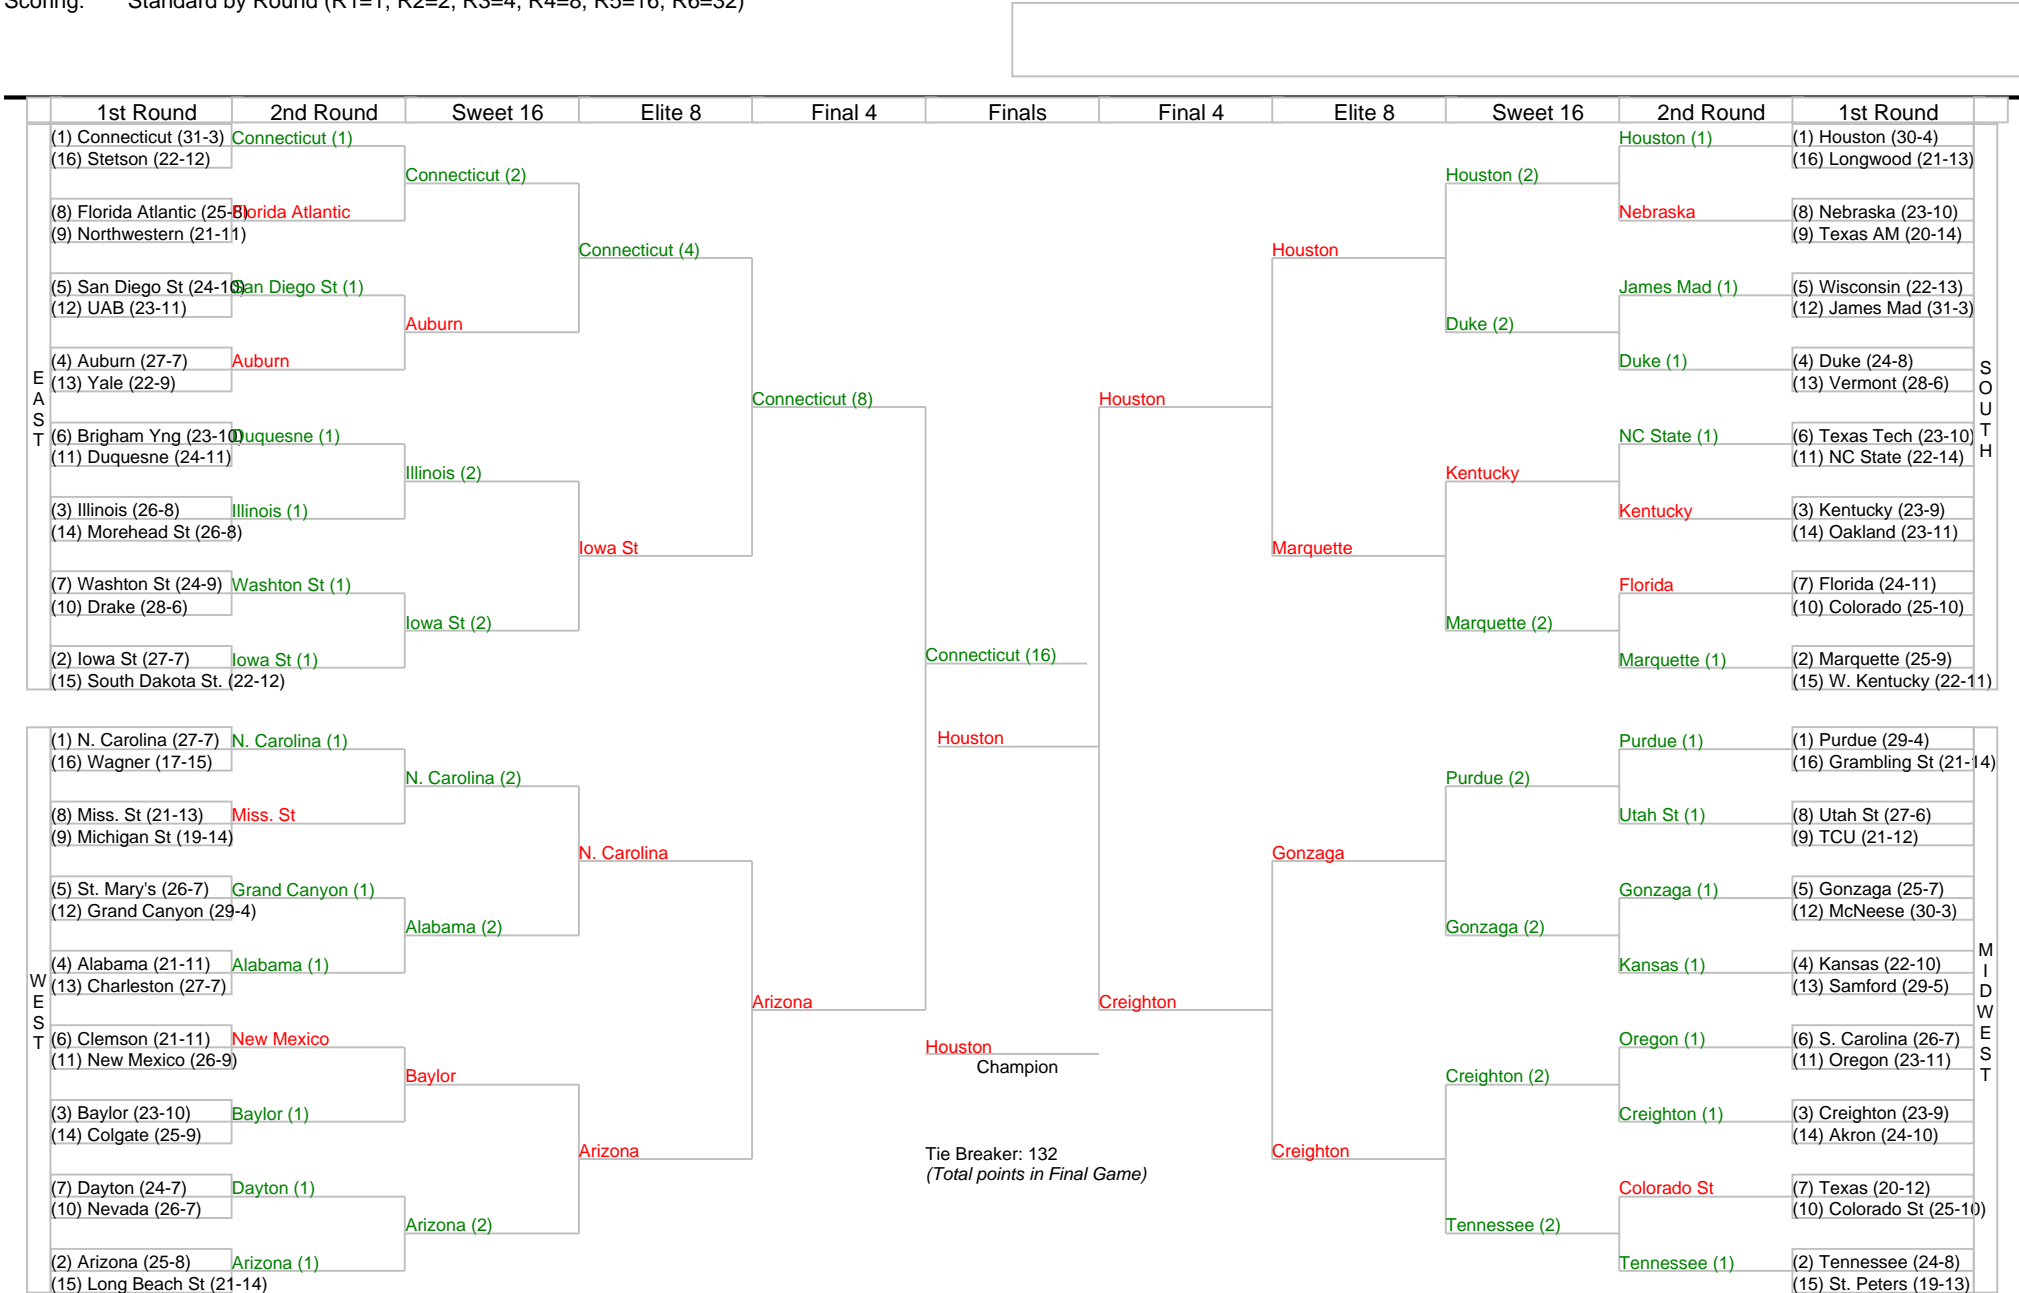 Scoring: Standard by Round (R1=1, R2=2, R3=4, R4=8, R5=16, R6=32)
1st Round 2nd Round Sweet 16 Elite 8 Final 4 Finals Final 4 Elite 8 Sweet 16 2nd Round 1st Round
EAST
(1) Connecticut (31-3)
(16) Stetson (22-12)
(8) Florida Atlantic (25-8)
(9) Northwestern (21-11)
(5) San Diego St (24-10)
(12) UAB (23-11)
(4) Auburn (27-7)
(13) Yale (22-9)
(6) Brigham Yng (23-10)
(11) Duquesne (24-11)
(3) Illinois (26-8)
(14) Morehead St (26-8)
(7) Washton St (24-9)
(10) Drake (28-6)
(2) Iowa St (27-7)
(15) South Dakota St. (22-12)
Connecticut (1)
Florida Atlantic
San Diego St (1)
Auburn
Duquesne (1)
Illinois (1)
Washton St (1)
Iowa St (1)
Connecticut (2)
Auburn
Illinois (2)
Iowa St (2)
Connecticut (4)
Iowa St
Connecticut (8)
WEST
(1) N. Carolina (27-7)
(16) Wagner (17-15)
(8) Miss. St (21-13)
(9) Michigan St (19-14)
(5) St. Mary's (26-7)
(12) Grand Canyon (29-4)
(4) Alabama (21-11)
(13) Charleston (27-7)
(6) Clemson (21-11)
(11) New Mexico (26-9)
(3) Baylor (23-10)
(14) Colgate (25-9)
(7) Dayton (24-7)
(10) Nevada (26-7)
(2) Arizona (25-8)
(15) Long Beach St (21-14)
N. Carolina (1)
Miss. St
Grand Canyon (1)
Alabama (1)
New Mexico
Baylor (1)
Dayton (1)
Arizona (1)
N. Carolina (2)
Alabama (2)
Baylor
Arizona (2)
N. Carolina
Arizona
Arizona
Connecticut (16)
Houston
Houston
Champion
Tie Breaker: 132
(Total points in Final Game)
Houston
Creighton
Houston
Marquette
Houston (2)
Duke (2)
Kentucky
Marquette (2)
Houston (1)
Nebraska
James Mad (1)
Duke (1)
NC State (1)
Kentucky
Florida
Marquette (1)
(1) Houston (30-4)
(16) Longwood (21-13)
(8) Nebraska (23-10)
(9) Texas AM (20-14)
(5) Wisconsin (22-13)
(12) James Mad (31-3)
(4) Duke (24-8)
(13) Vermont (28-6)
(6) Texas Tech (23-10)
(11) NC State (22-14)
(3) Kentucky (23-9)
(14) Oakland (23-11)
(7) Florida (24-11)
(10) Colorado (25-10)
(2) Marquette (25-9)
(15) W. Kentucky (22-11)
SOUTH
Gonzaga
Creighton
Purdue (2)
Gonzaga (2)
Creighton (2)
Tennessee (2)
Purdue (1)
Utah St (1)
Gonzaga (1)
Kansas (1)
Oregon (1)
Creighton (1)
Colorado St
Tennessee (1)
(1) Purdue (29-4)
(16) Grambling St (21-14)
(8) Utah St (27-6)
(9) TCU (21-12)
(5) Gonzaga (25-7)
(12) McNeese (30-3)
(4) Kansas (22-10)
(13) Samford (29-5)
(6) S. Carolina (26-7)
(11) Oregon (23-11)
(3) Creighton (23-9)
(14) Akron (24-10)
(7) Texas (20-12)
(10) Colorado St (25-10)
(2) Tennessee (24-8)
(15) St. Peters (19-13)
MIDWEST